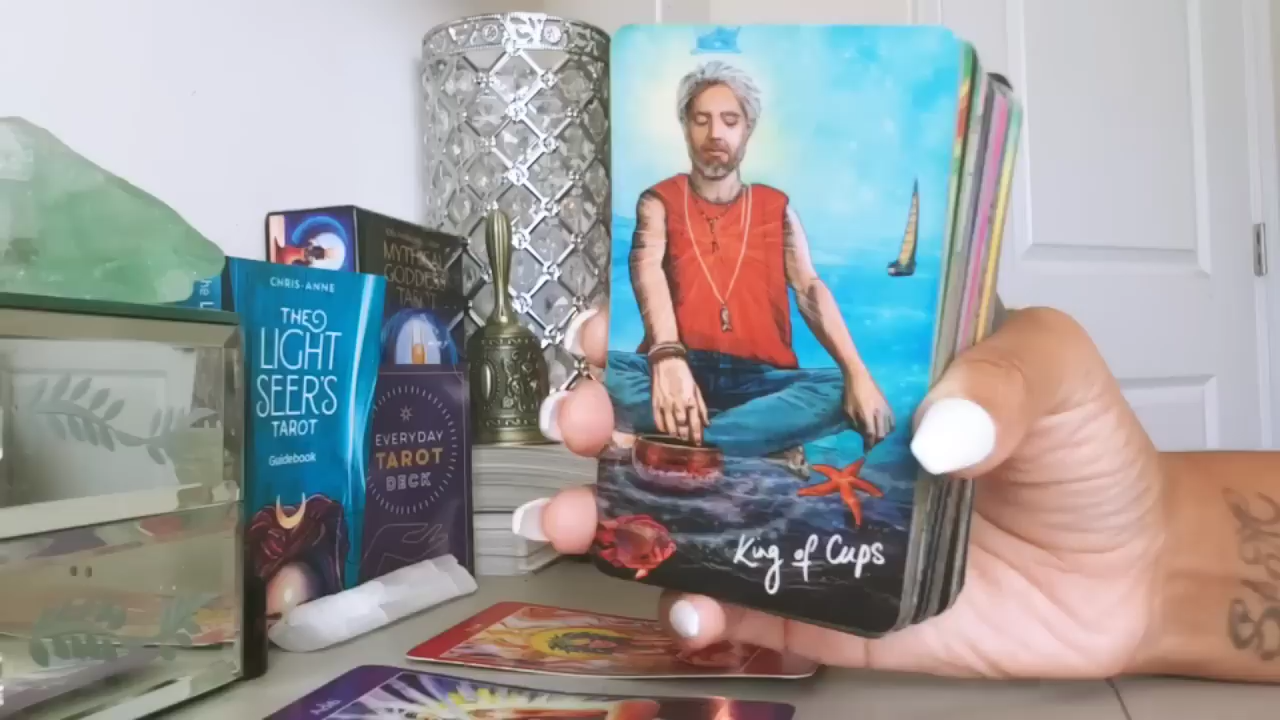 CHRIS-ANNE
THE
LIGHT
SEER'S
TAROT
Guidebook
MYTHICAL
GODDESS
TAROT
EVERYDAY
TAROT
DECK
King of Cups